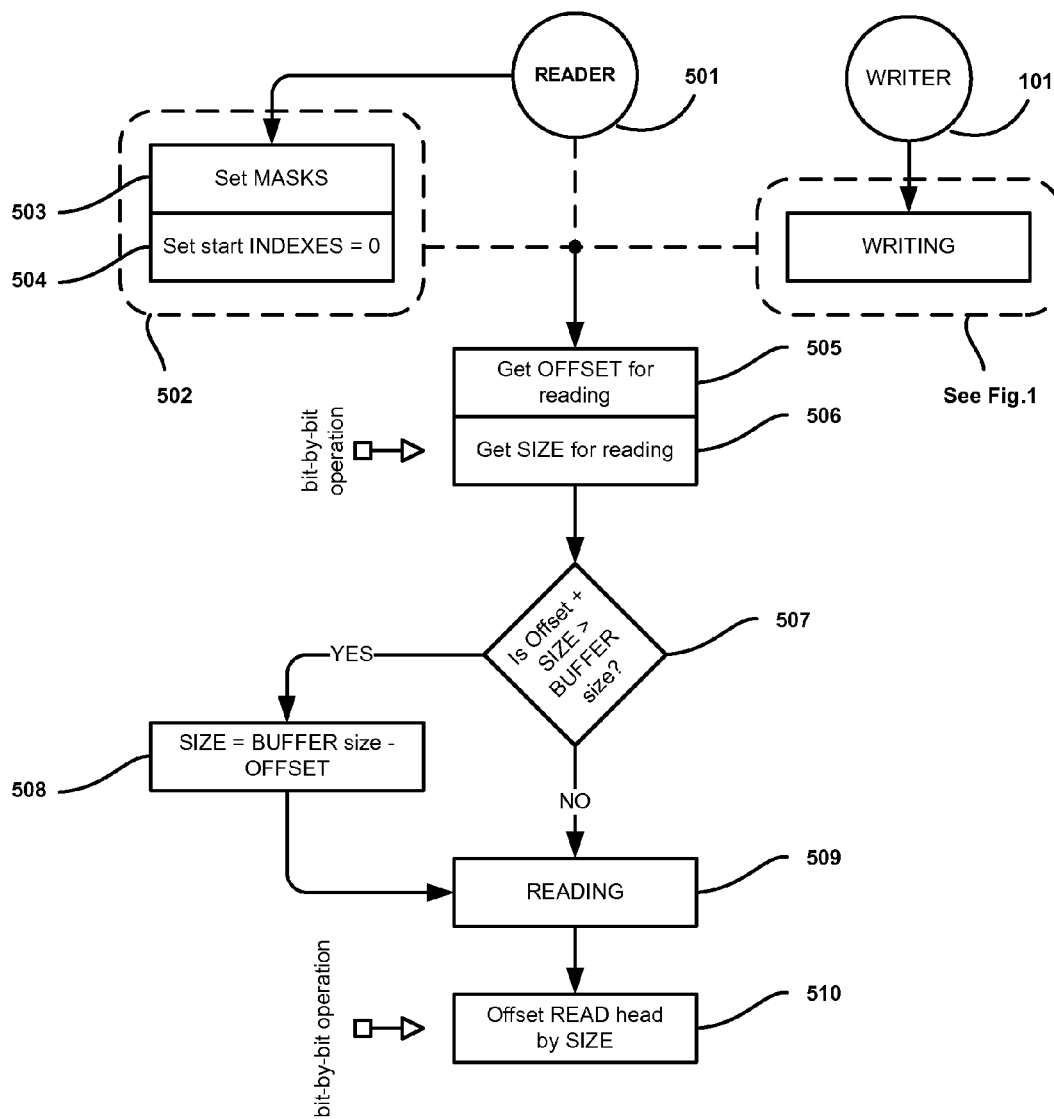 READER
501
WRITER
101
Set MASKS
503
Set start INDEXES = 0
504
WRITING
502
See Fig.1
Get OFFSET for
reading
505
Get SIZE for reading
506
bit-by-bit
operation
Is Offset +
SIZE >
BUFFER
size?
507
YES
SIZE = BUFFER size -
OFFSET
508
NO
READING
509
Offset READ head
by SIZE
510
bit-by-bit operation